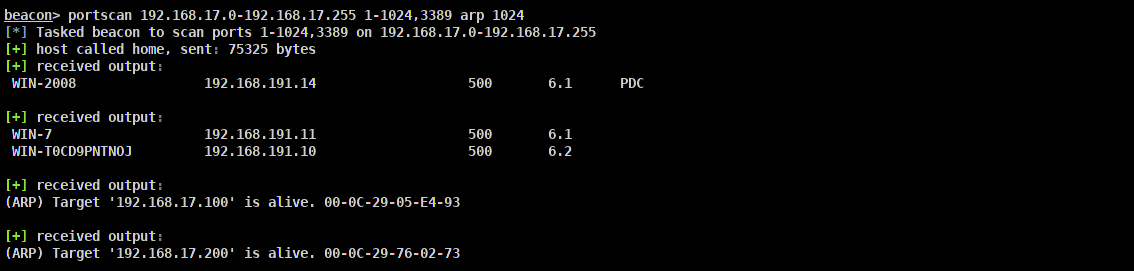 beacon> portscan 192.168.17.0-192.168.17.255 1-1024,3389 arp 1024
[*] Tasked beacon to scan ports 1-1024,3389 on 192.168.17.0-192.168.17.255
[+] host called home, sent: 75325 bytes
[+] received output:
WIN-2008 192.168.191.14 500 6.1 PDC
[+] received output:
WIN-7 192.168.191.11 500 6.1
WIN-T0CD9PNTNOJ 192.168.191.10 500 6.2
[+] received output:
(ARP) Target '192.168.17.100' is alive. 00-0C-29-05-E4-93
[+] received output:
(ARP) Target '192.168.17.200' is alive. 00-0C-29-76-02-73